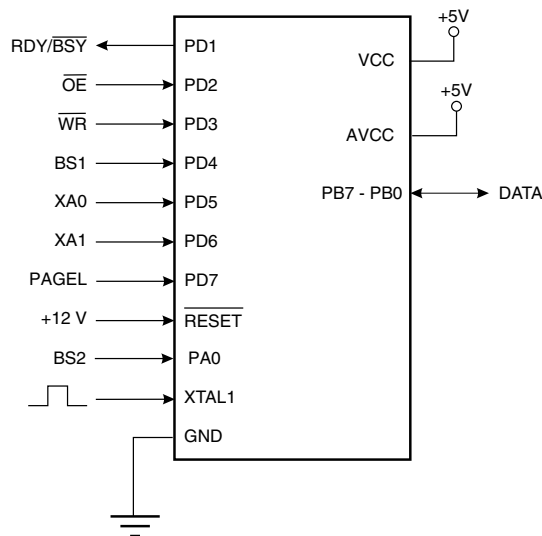 RDY/BSY PD1
OE PD2
WR PD3
BS1 PD4
XA0 PD5
XA1 PD6
PAGEL PD7
+12 V RESET
BS2 PA0
XTAL1
GND
+5V
VCC
+5V
AVCC
PB7 - PB0 DATA